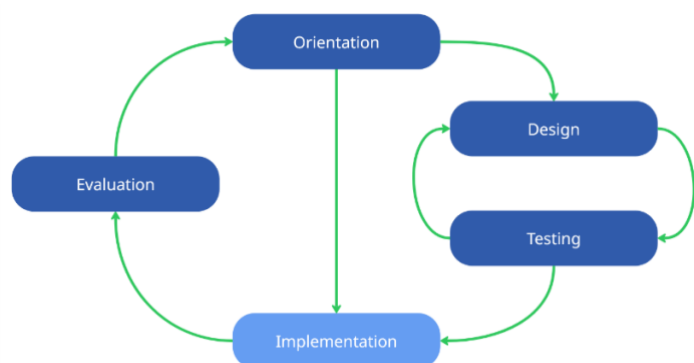 Orientation
Design
Evaluation
Testing
Implementation